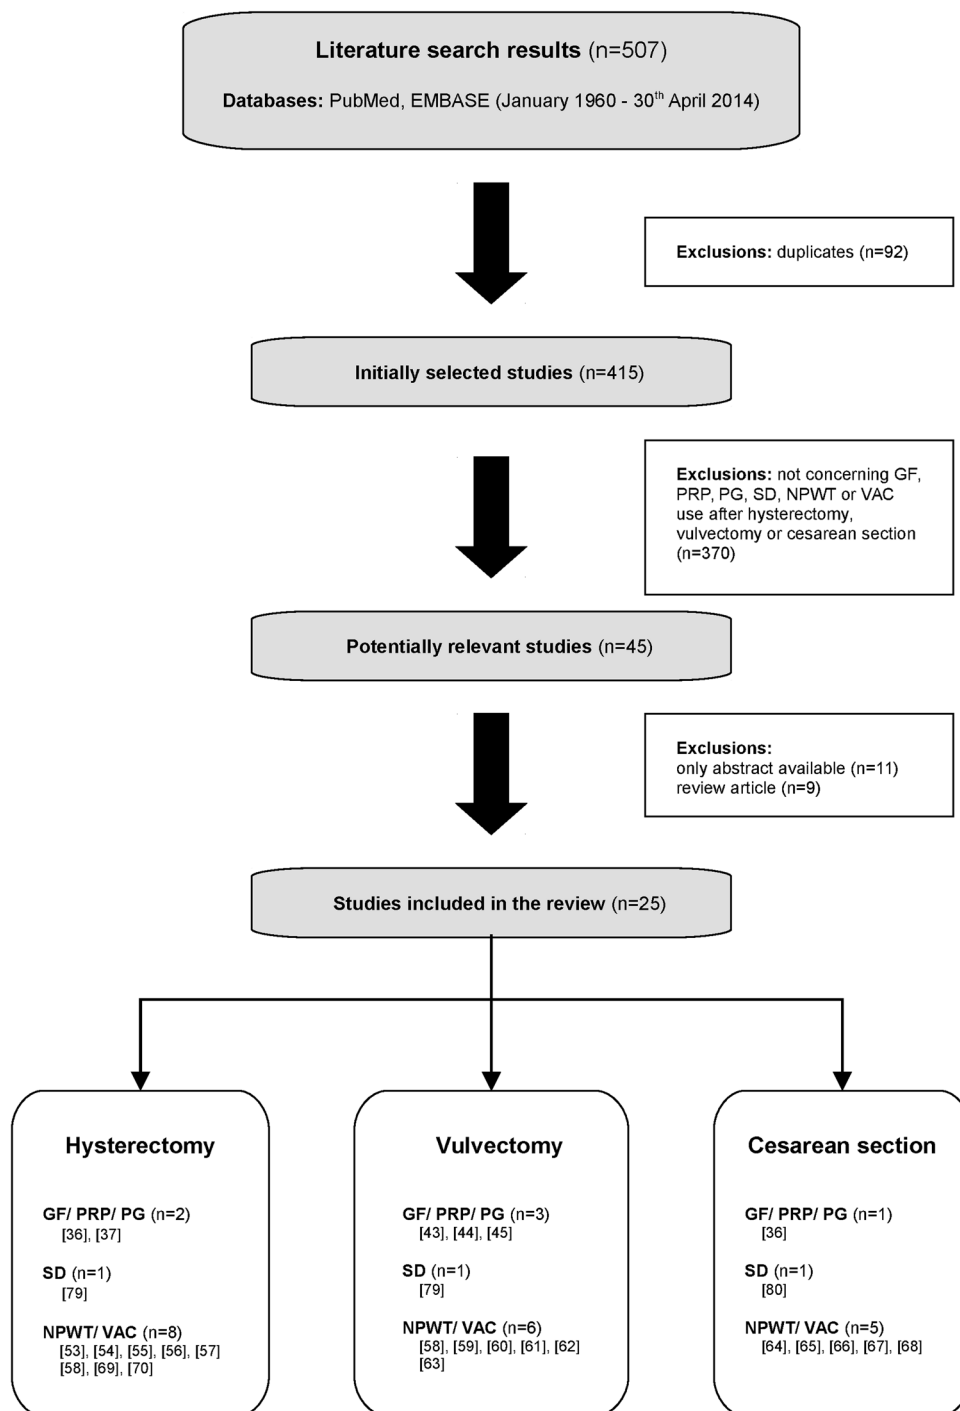 Literature search results (n=507)
Databases: PubMed, EMBASE (January 1960 - 30th April 2014)
Exclusions: duplicates (n=92)
Initially selected studies (n=415)
Exclusions: not concerning GF,
PRP, PG, SD, NPWT or VAC
use after hysterectomy,
vulvectomy or cesarean section
(n=370)
Potentially relevant studies (n=45)
Exclusions:
only abstract available (n=11)
review article (n=9)
Studies included in the review (n=25)
Hysterectomy
GF/ PRP/ PG (n=2)
[36], [37]
SD (n=1)
[79]
NPWT/ VAC (n=8)
[53], [54], [55], [56], [57]
[58], [69], [70]
Vulvectomy
GF/ PRP/ PG (n=3)
[43], [44], [45]
SD (n=1)
[79]
NPWT/ VAC (n=6)
[58], [59], [60], [61], [62]
[63]
Cesarean section
GF/ PRP/ PG (n=1)
[36]
SD (n=1)
[80]
NPWT/ VAC (n=5)
[64], [65], [66], [67], [68]